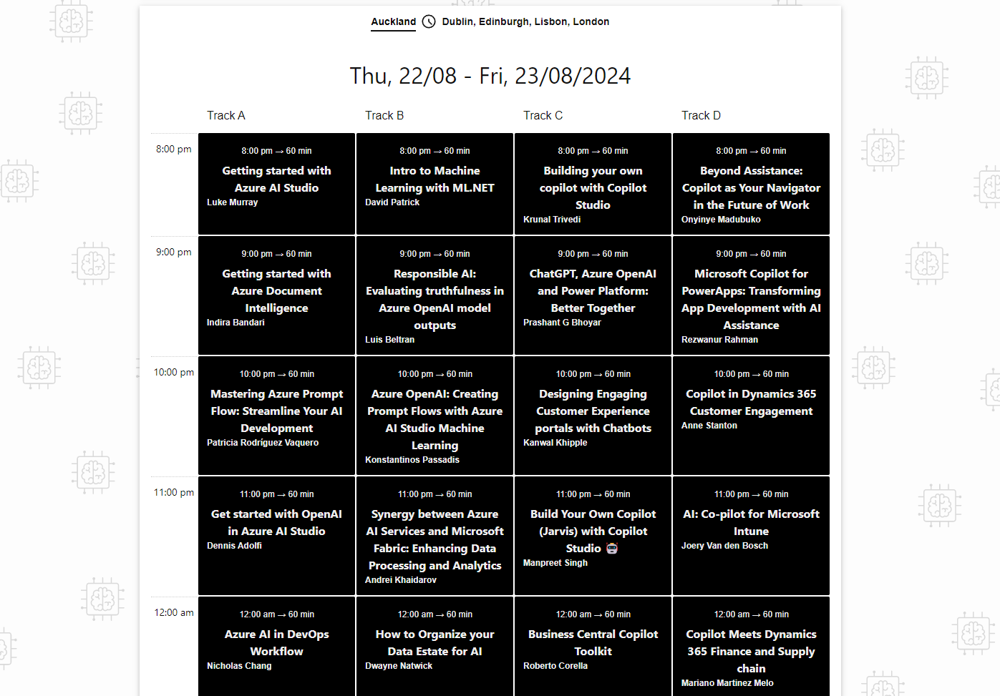 Auckland Dublin, Edinburgh, Lisbon, London
Thu, 22/08 - Fri, 23/08/2024
Track A Track B Track C Track D
8:00 pm
8:00 pm → 60 min
Getting started with
Azure AI Studio
Luke Murray
8:00 pm → 60 min
Intro to Machine
Learning with ML.NET
David Patrick
8:00 pm → 60 min
Building your own
copilot with Copilot
Studio
Krunal Trivedi
8:00 pm → 60 min
Beyond Assistance:
Copilot as Your Navigator
in the Future of Work
Onyinye Madubuko
9:00 pm
9:00 pm → 60 min
Getting started with
Azure Document
Intelligence
Indira Bandari
9:00 pm → 60 min
Responsible AI:
Evaluating truthfulness in
Azure OpenAI model
outputs
Luis Beltran
9:00 pm → 60 min
ChatGPT, Azure OpenAI
and Power Platform:
Better Together
Prashant G Bhoyar
9:00 pm → 60 min
Microsoft Copilot for
PowerApps: Transforming
App Development with AI
Assistance
Rezwanur Rahman
10:00 pm
10:00 pm → 60 min
Mastering Azure Prompt
Flow: Streamline Your AI
Development
Patricia Rodríguez Vaquero
10:00 pm → 60 min
Azure OpenAI: Creating
Prompt Flows with Azure
AI Studio Machine
Learning
Konstantinos Passadis
10:00 pm → 60 min
Designing Engaging
Customer Experience
portals with Chatbots
Kanwal Khipple
10:00 pm → 60 min
Copilot in Dynamics 365
Customer Engagement
Anne Stanton
11:00 pm
11:00 pm → 60 min
Get started with OpenAI
in Azure AI Studio
Dennis Adolfi
11:00 pm → 60 min
Synergy between Azure
AI Services and Microsoft
Fabric: Enhancing Data
Processing and Analytics
Andrei Khaidarov
11:00 pm → 60 min
Build Your Own Copilot
(Jarvis) with Copilot
Studio 🤖
Manpreet Singh
11:00 pm → 60 min
AI: Co-pilot for Microsoft
Intune
Joery Van den Bosch
12:00 am
12:00 am → 60 min
Azure AI in DevOps
Workflow
Nicholas Chang
12:00 am → 60 min
How to Organize your
Data Estate for AI
Dwayne Natwick
12:00 am → 60 min
Business Central Copilot
Toolkit
Roberto Corella
12:00 am → 60 min
Copilot Meets Dynamics
365 Finance and Supply
chain
Mariano Martinez Melo